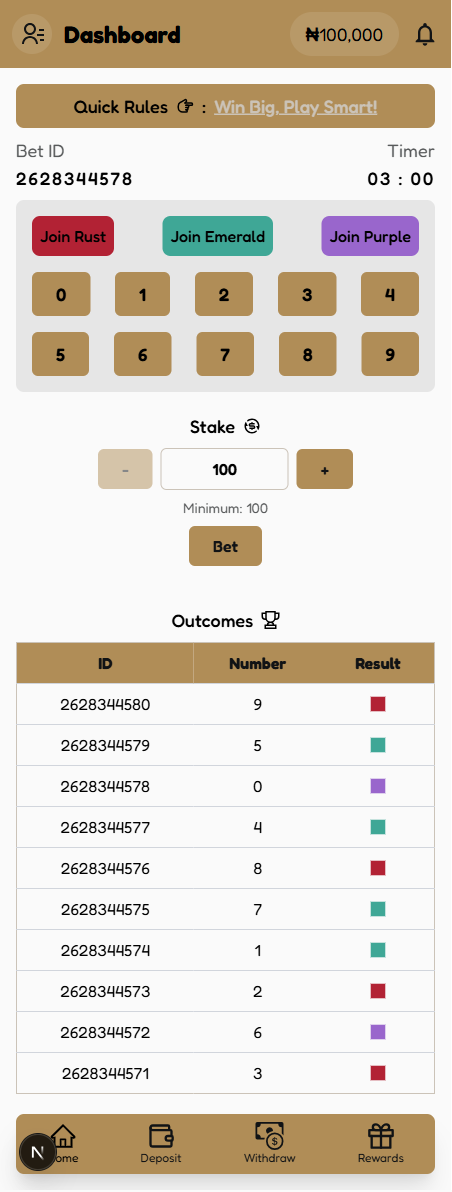 Dashboard
₦100,000
Quick Rules : Win Big, Play Smart!
Bet ID Timer
2628344578 03 : 00
Join Rust Join Emerald Join Purple
0 1 2 3 4
5 6 7 8 9
Stake
- 100 +
Minimum: 100
Bet
Outcomes
ID Number Result
2628344580 9
2628344579 5
2628344578 0
2628344577 4
2628344576 8
2628344575 7
2628344574 1
2628344573 2
2628344572 6
2628344571 3
N ome Deposit Withdraw Rewards